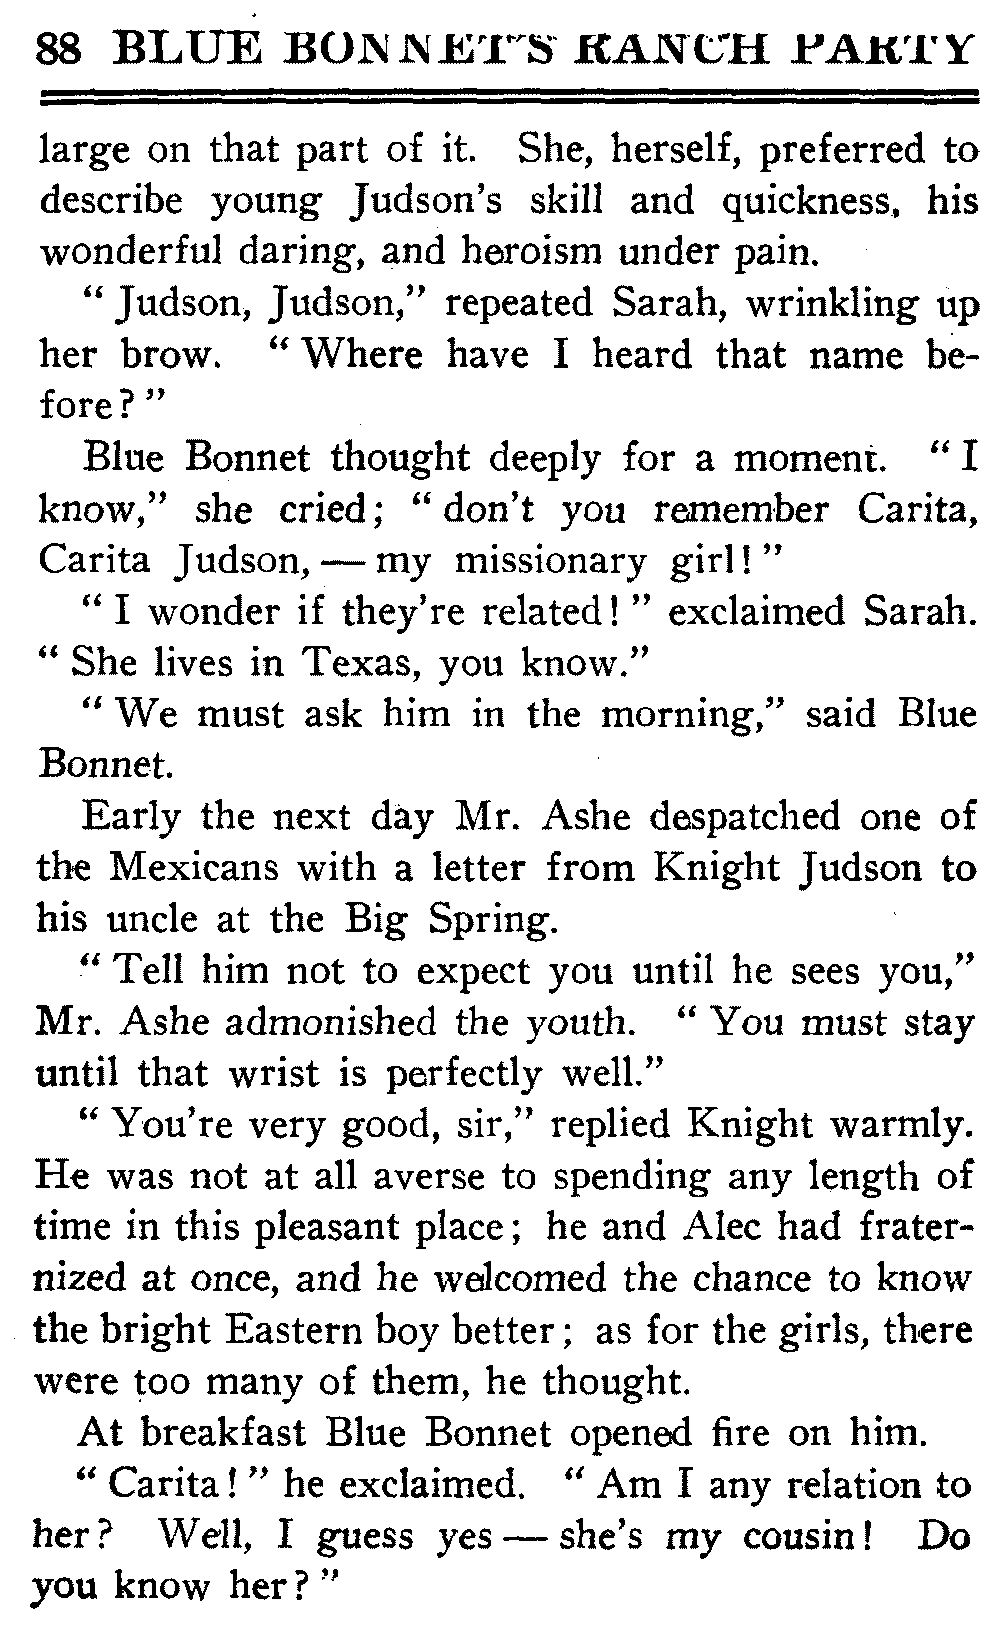 88 BLUE BONNET'S RANCH PARTY
large on that part of it. She, herself, preferred to
describe young Judson's skill and quickness, his
wonderful daring, and heroism under pain.
" Judson, Judson," repeated Sarah, wrinkling up
her brow. " Where have I heard that name be-
fore? "
Blue Bonnet thought deeply for a moment. " I
know," she cried; " don't you remember Carita,
Carita Judson, — my missionary girl! "
" I wonder if they're related! " exclaimed Sarah.
" She lives in Texas, you know."
" We must ask him in the morning," said Blue
Bonnet.
Early the next day Mr. Ashe despatched one of
the Mexicans with a letter from Knight Judson to
his uncle at the Big Spring.
" Tell him not to expect you until he sees you,"
Mr. Ashe admonished the youth. " You must stay
until that wrist is perfectly well."
" You're very good, sir," replied Knight warmly.
He was not at all averse to spending any length of
time in this pleasant place; he and Alec had frater-
nized at once, and he welcomed the chance to know
the bright Eastern boy better; as for the girls, there
were too many of them, he thought.
At breakfast Blue Bonnet opened fire on him.
" Carita! " he exclaimed. " Am I any relation to
her? Well, I guess yes — she's my cousin! Do
you know her? "